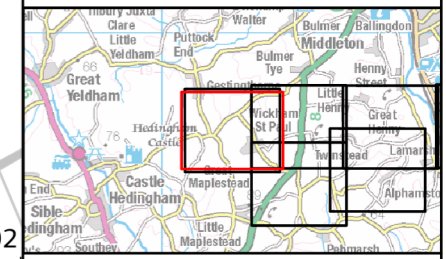 Tilbury Juxta
Clare
Walter
Bulmer
Ballingdon
Little
Yeldham
Puttock
End
Middleton
68
Great
Yeldham
Bulmer
Tye
Henny
Street
Gestingthorpe
Little
Henny
Wickham
St Paul
Great
Henny
Hedingham
Castle
78
Twinstead
Lamarsh
End
Castle
Hedingham
Great
Maplestead
Alphamstone
Sible
Hedingham
Little
Maplestead
64
02
Southey
Pebmarsh